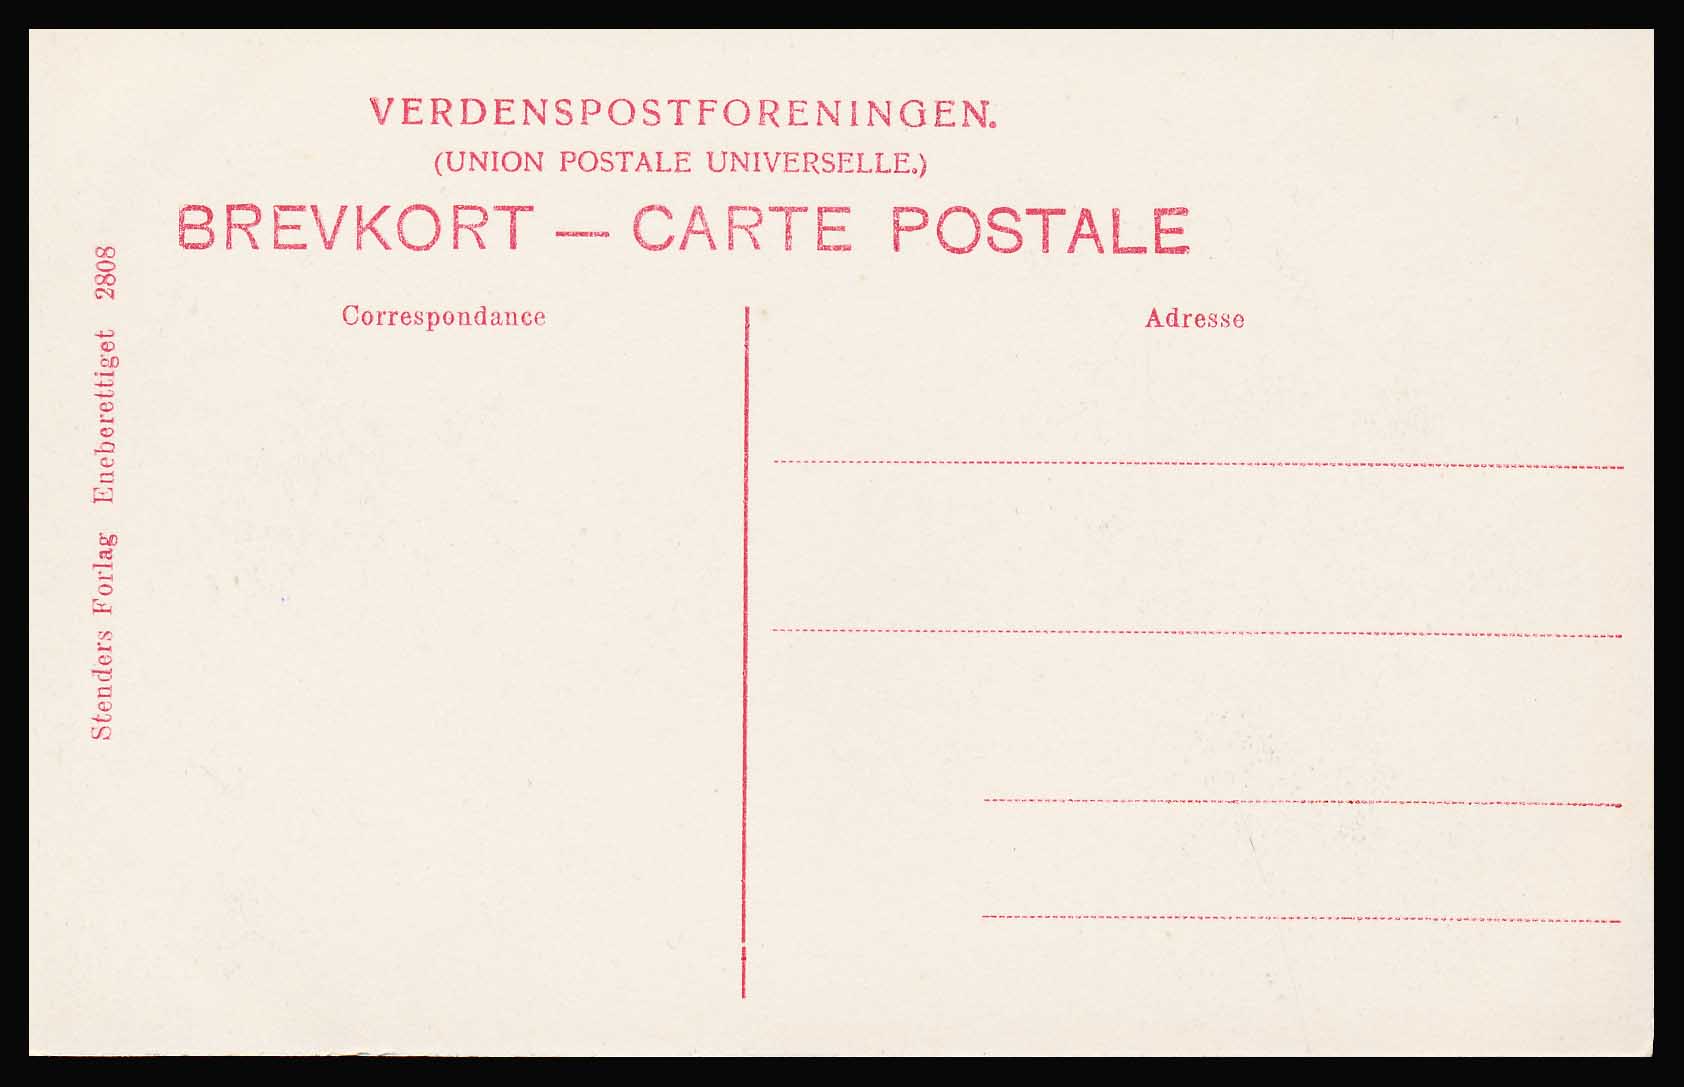 VERDENSPOSTFORENINGEN.
(UNION POSTALE UNIVERSELLE.)
BREVKORT — CARTE POSTALE
Correspondance
Adresse
Stenders Forlag Eneberettiget 2808